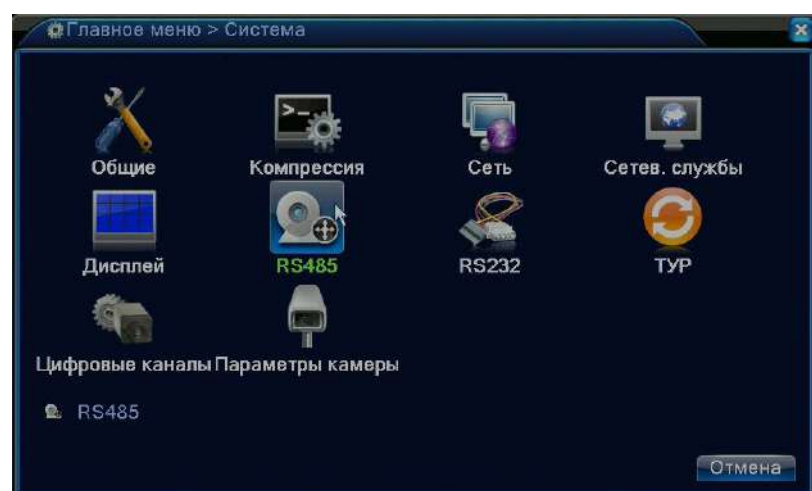 Главное меню > Система
Общие Компрессия Сеть Сетев. службы
Дисплей RS485 RS232 ТУР
Цифровые каналы Параметры камеры
RS485
Отмена